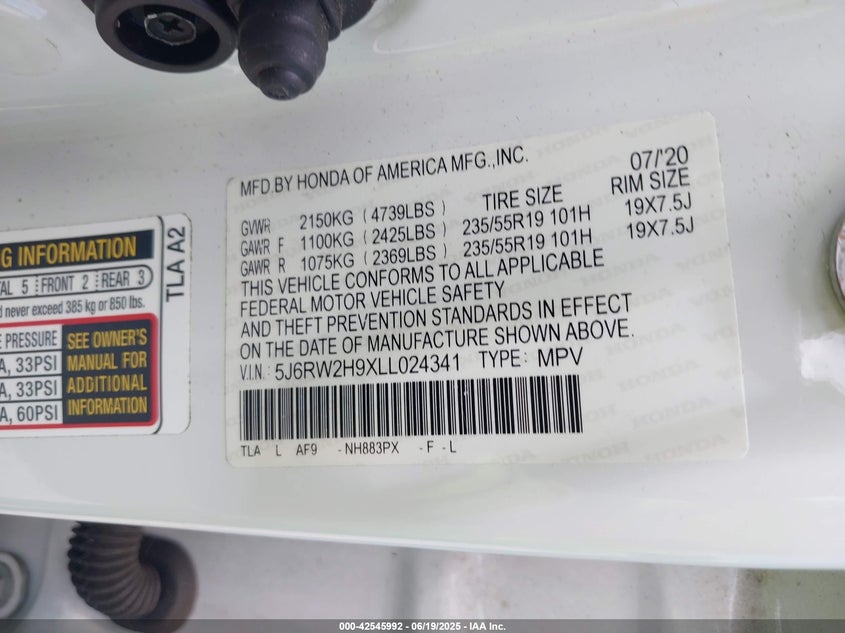 MFD.BY HONDA OF AMERICA MFG.,INC. 07/'20
GVWR 2150KG ( 4739LBS ) TIRE SIZE RIM SIZE
GAWR F 1100KG ( 2425LBS ) 235/55R19 101H 19X7.5J
GAWR R 1075KG ( 2369LBS ) 235/55R19 101H 19X7.5J
THIS VEHICLE CONFORMS TO ALL APPLICABLE
FEDERAL MOTOR VEHICLE SAFETY
AND THEFT PREVENTION STANDARDS IN EFFECT
ON THE DATE OF MANUFACTURE SHOWN ABOVE.
V.I.N.: 5J6RW2H9XLL024341 TYPE: MPV
TLA L AF9 - NH883PX - F - L
G INFORMATION
TAL 5 FRONT 2 REAR 3
d never exceed 385 kg or 850 lbs.
E PRESSURE
A, 33PSI
A, 33PSI
A, 60PSI
SEE OWNER'S
MANUAL FOR
ADDITIONAL
INFORMATION
TLA A2
000-42545992 - 06/19/2025 - IAA Inc.